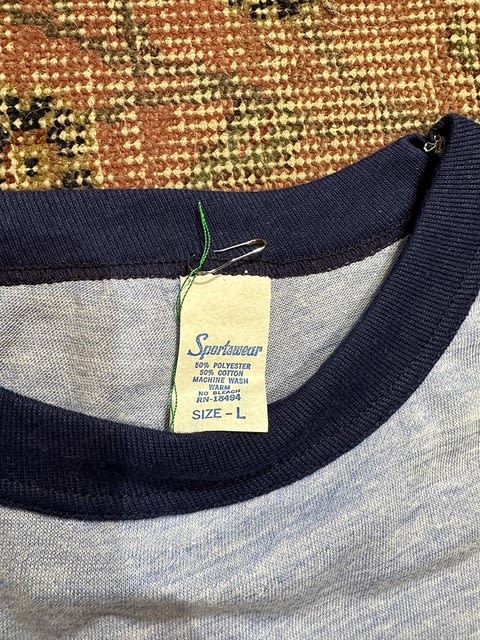 Sportswear
50% POLYESTER
50% COTTON
MACHINE WASH
WARM
NO BLEACH
RN-18494
SIZE - L